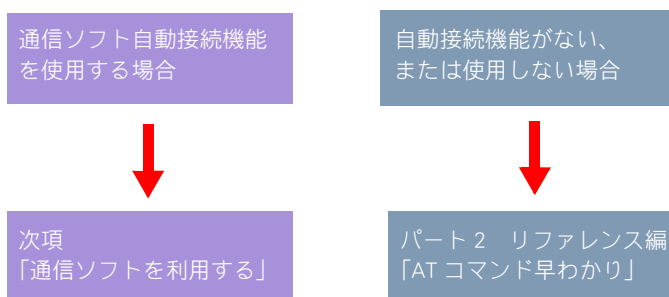 通信ソフト自動接続機能
を使用する場合
自動接続機能がない、
または使用しない場合
次項
「通信ソフトを利用する」
パート２　リファレンス編
「AT コマンド早わかり」